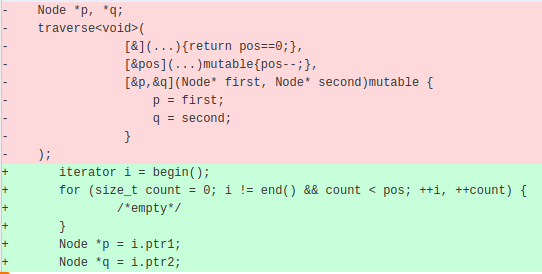 -    Node *p, *q;
-    traverse<void>(
-                [&](...){return pos==0;},
-                [&pos](...)mutable{pos--;},
-                [&p,&q](Node* first, Node* second)mutable {
-                    p = first;
-                    q = second;
-                }
-    );
+       iterator i = begin();
+       for (size_t count = 0; i != end() && count < pos; ++i, ++count) {
+               /*empty*/
+       }
+       Node *p = i.ptr1;
+       Node *q = i.ptr2;